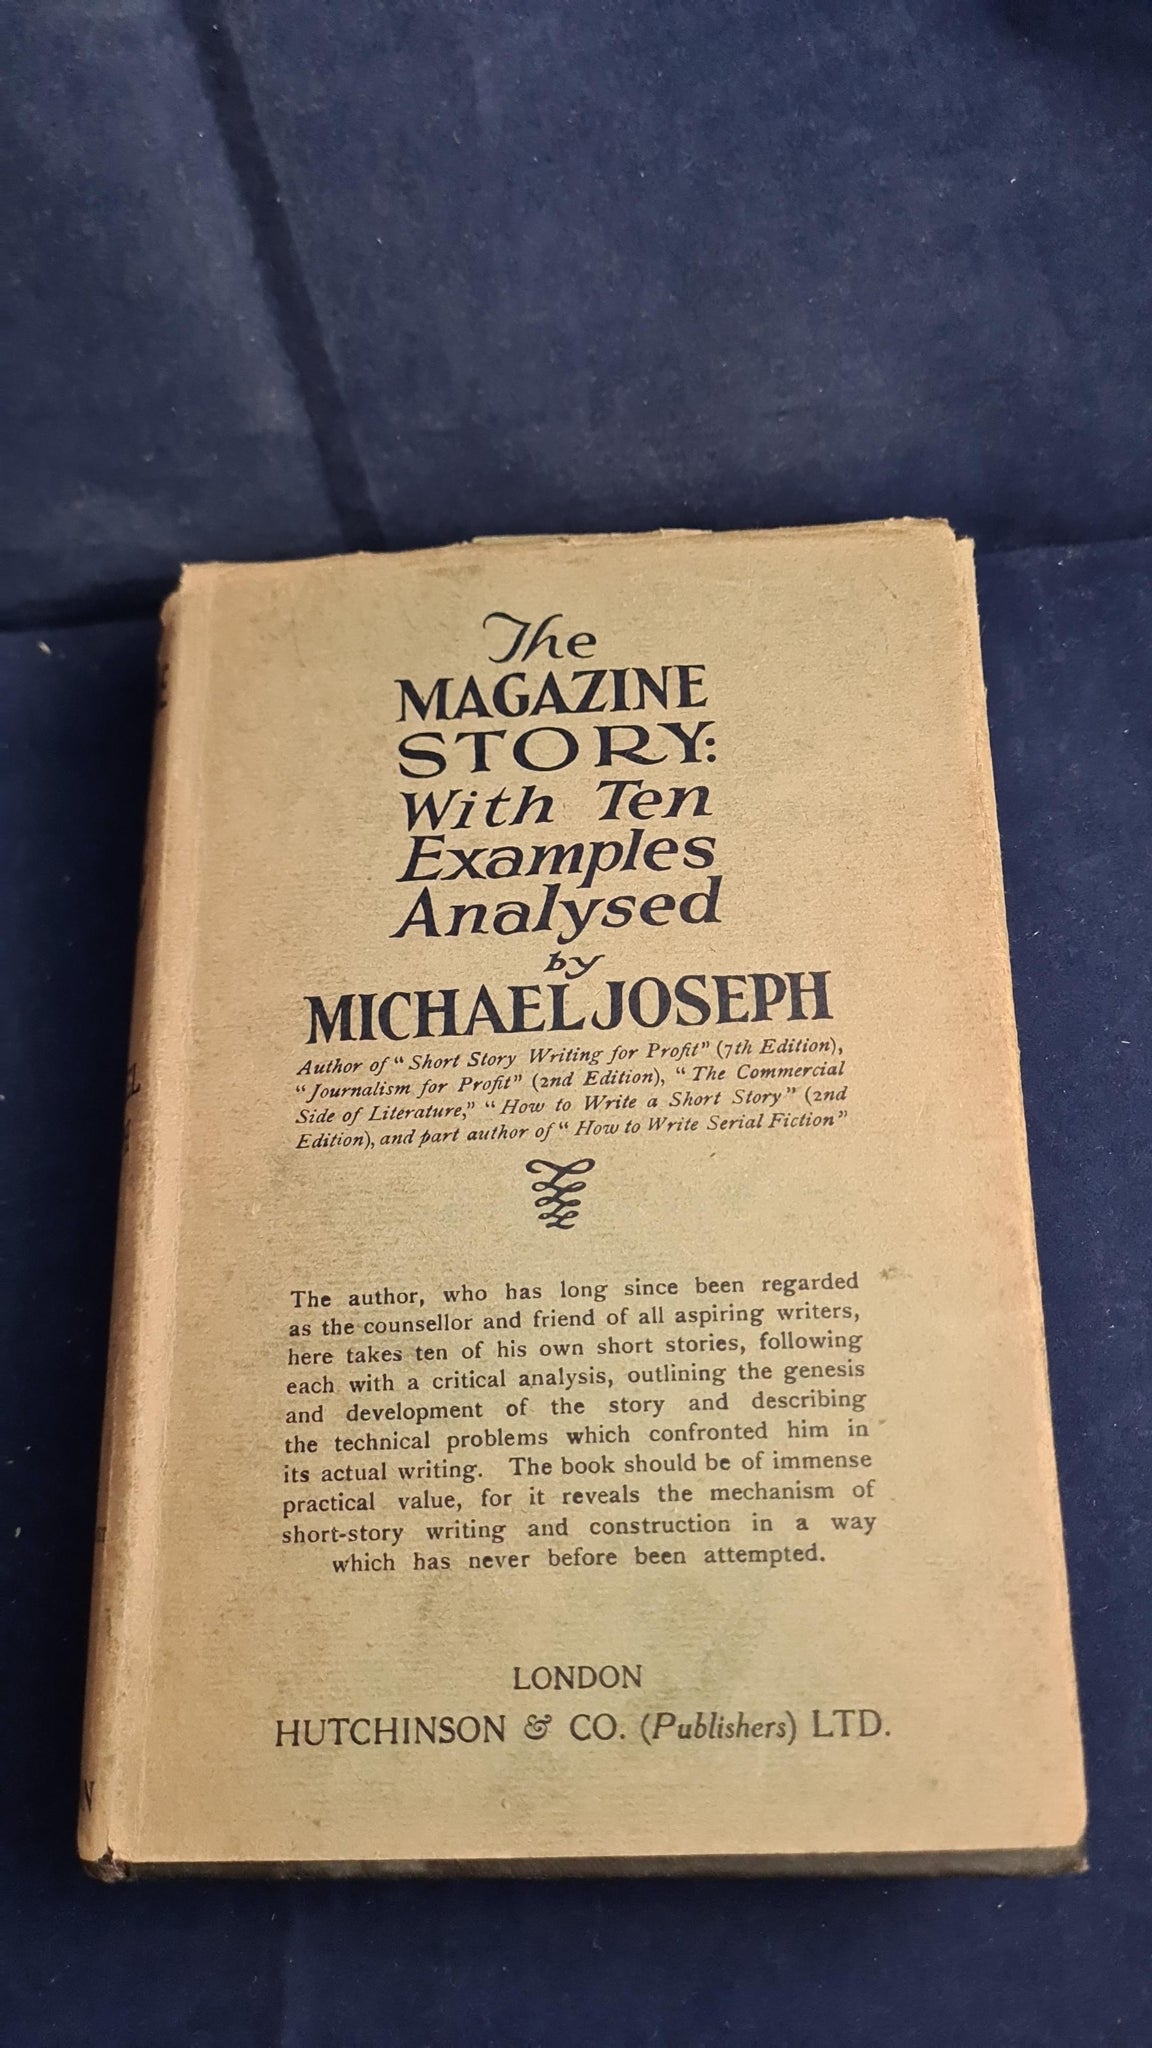 The
MAGAZINE
STORY:
With Ten
Examples
Analysed
by
MICHAEL JOSEPH
Author of "Short Story Writing for Profit" (7th Edition),
"Journalism for Profit" (2nd Edition), "The Commercial
Side of Literature," "How to Write a Short Story" (2nd
Edition), and part author of "How to Write Serial Fiction"
The author, who has long since been regarded
as the counsellor and friend of all aspiring writers,
here takes ten of his own short stories, following
each with a critical analysis, outlining the genesis
and development of the story and describing
the technical problems which confronted him in
its actual writing. The book should be of immense
practical value, for it reveals the mechanism of
short-story writing and construction in a way
which has never before been attempted.
LONDON
HUTCHINSON & CO. (Publishers) LTD.